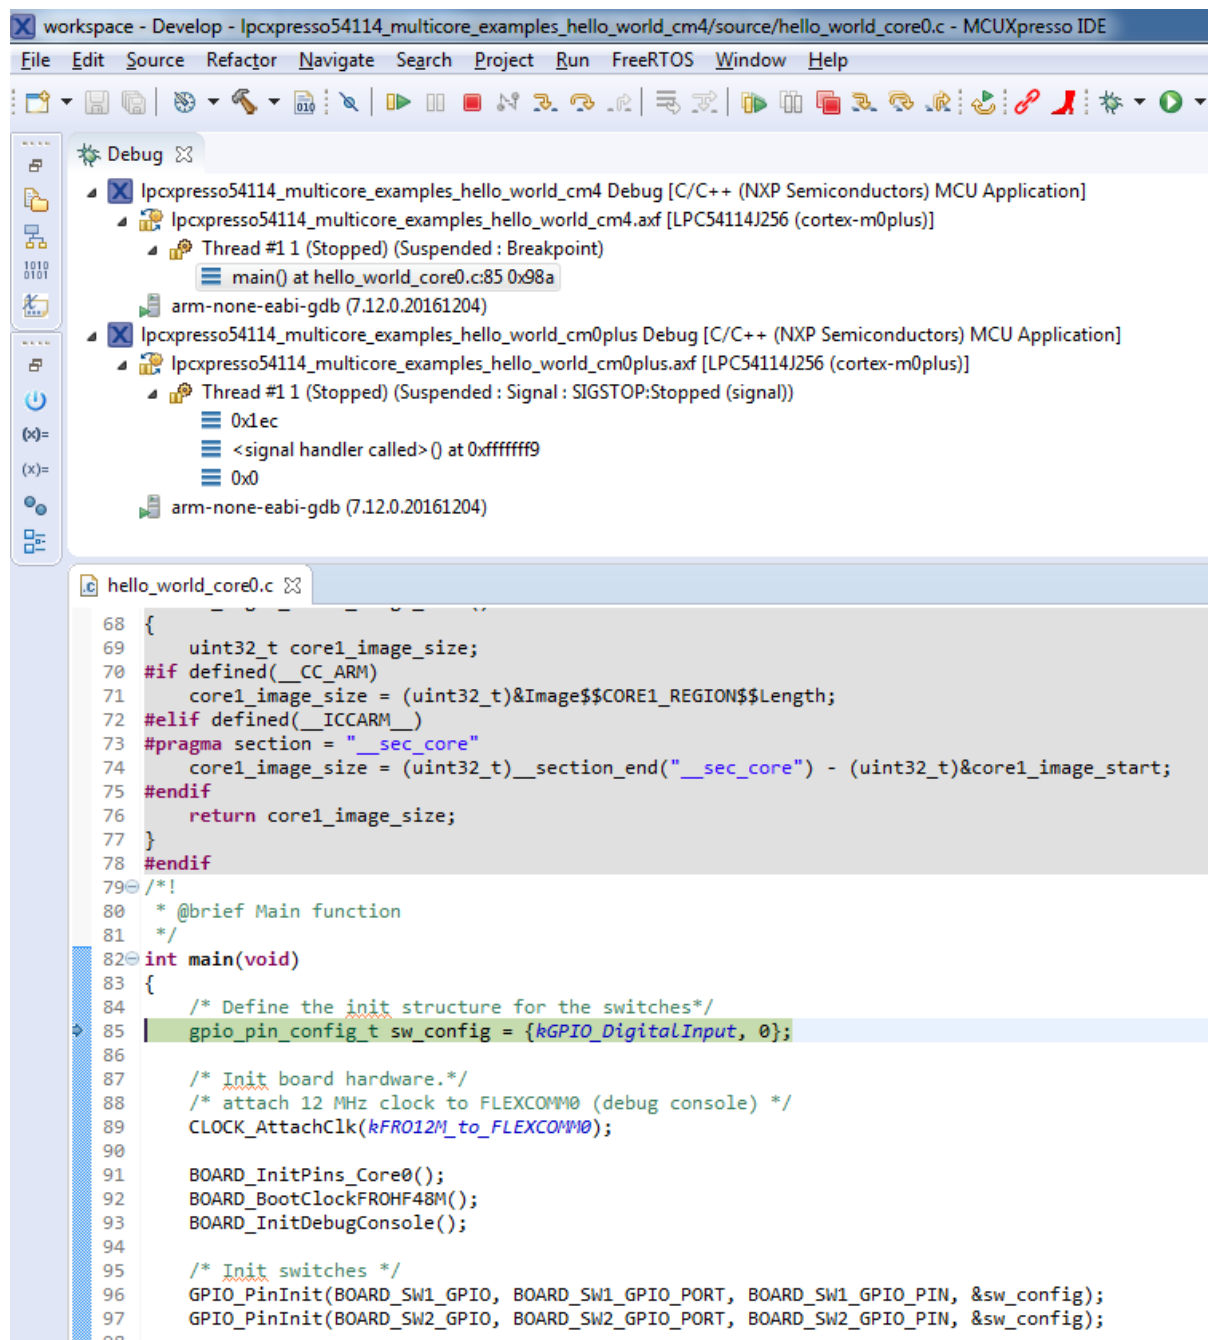 workspace - Develop - lpcxpresso54114_multicore_examples_hello_world_cm4/source/hello_world_core0.c - MCUXpresso IDE
File Edit Source Refactor Navigate Search Project Run FreeRTOS Window Help
Debug
lpcxpresso54114_multicore_examples_hello_world_cm4 Debug [C/C++ (NXP Semiconductors) MCU Application]
lpcxpresso54114_multicore_examples_hello_world_cm4.axf [LPC54114J256 (cortex-m0plus)]
Thread #1 1 (Stopped) (Suspended : Breakpoint)
main() at hello_world_core0.c:85 0x98a
arm-none-eabi-gdb (7.12.0.20161204)
lpcxpresso54114_multicore_examples_hello_world_cm0plus Debug [C/C++ (NXP Semiconductors) MCU Application]
lpcxpresso54114_multicore_examples_hello_world_cm0plus.axf [LPC54114J256 (cortex-m0plus)]
Thread #1 1 (Stopped) (Suspended : Signal : SIGSTOP:Stopped (signal))
0x1ec
<signal handler called>() at 0xfffffff9
0x0
arm-none-eabi-gdb (7.12.0.20161204)
hello_world_core0.c
68 {
69     uint32_t core1_image_size;
70 #if defined(__CC_ARM)
71     core1_image_size = (uint32_t)&Image$$CORE1_REGION$$Length;
72 #elif defined(__ICCARM__)
73 #pragma section = "__sec_core"
74     core1_image_size = (uint32_t)__section_end("__sec_core") - (uint32_t)&core1_image_start;
75 #endif
76     return core1_image_size;
77 }
78 #endif
79 /*!
80  * @brief Main function
81  */
82 int main(void)
83 {
84     /* Define the init structure for the switches*/
85     gpio_pin_config_t sw_config = {kGPIO_DigitalInput, 0};
86
87     /* Init board hardware.*/
88     /* attach 12 MHz clock to FLEXCOMM0 (debug console) */
89     CLOCK_AttachClk(kFRO12M_to_FLEXCOMM0);
90
91     BOARD_InitPins_Core0();
92     BOARD_BootClockFROHF48M();
93     BOARD_InitDebugConsole();
94
95     /* Init switches */
96     GPIO_PinInit(BOARD_SW1_GPIO, BOARD_SW1_GPIO_PORT, BOARD_SW1_GPIO_PIN, &sw_config);
97     GPIO_PinInit(BOARD_SW2_GPIO, BOARD_SW2_GPIO_PORT, BOARD_SW2_GPIO_PIN, &sw_config);